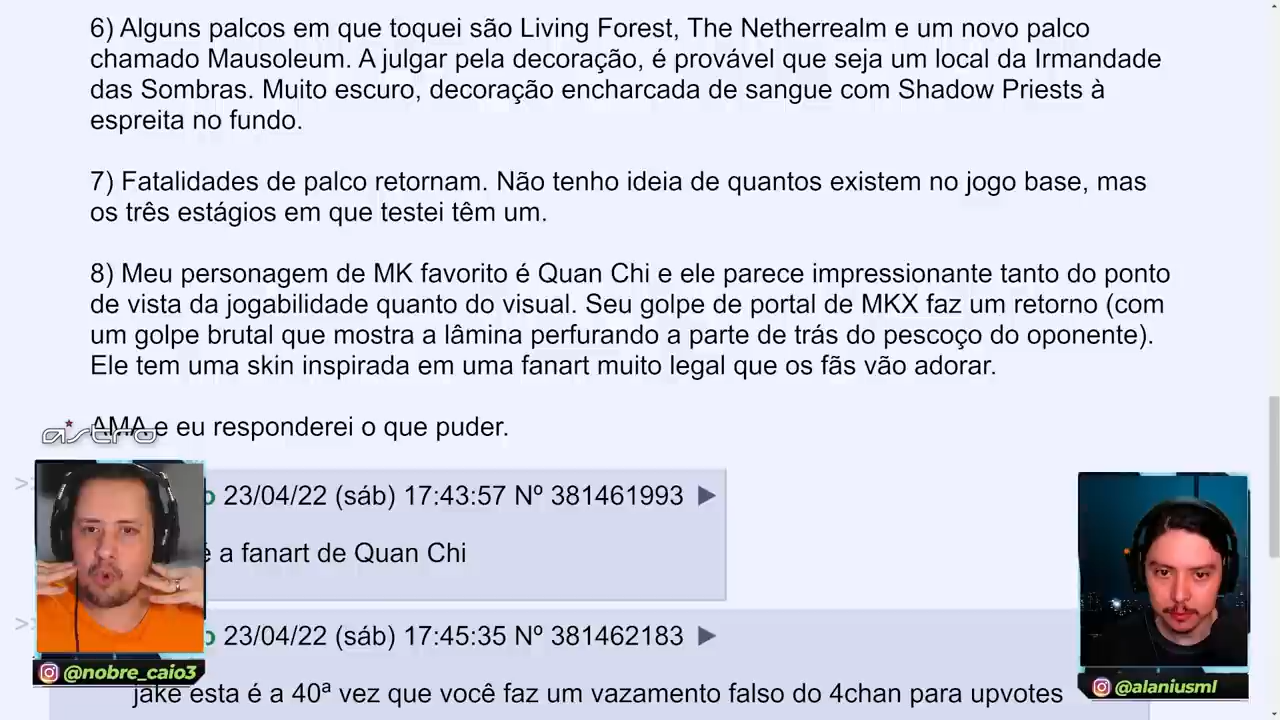 6) Alguns palcos em que toquei são Living Forest, The Netherrealm e um novo palco
chamado Mausoleum. A julgar pela decoração, é provável que seja um local da Irmandade
das Sombras. Muito escuro, decoração encharcada de sangue com Shadow Priests à
espreita no fundo.
7) Fatalidades de palco retornam. Não tenho ideia de quantos existem no jogo base, mas
os três estágios em que testei têm um.
8) Meu personagem de MK favorito é Quan Chi e ele parece impressionante tanto do ponto
de vista da jogabilidade quanto do visual. Seu golpe de portal de MKX faz um retorno (com
um golpe brutal que mostra a lâmina perfurando a parte de trás do pescoço do oponente).
Ele tem uma skin inspirada em uma fanart muito legal que os fãs vão adorar.
AMA e eu responderei o que puder.
astro
23/04/22 (sáb) 17:43:57 Nº 381461993
é a fanart de Quan Chi
23/04/22 (sáb) 17:45:35 Nº 381462183
jake esta é a 40ª vez que você faz um vazamento falso do 4chan para upvotes
@nobre_caio3
@alaniusml